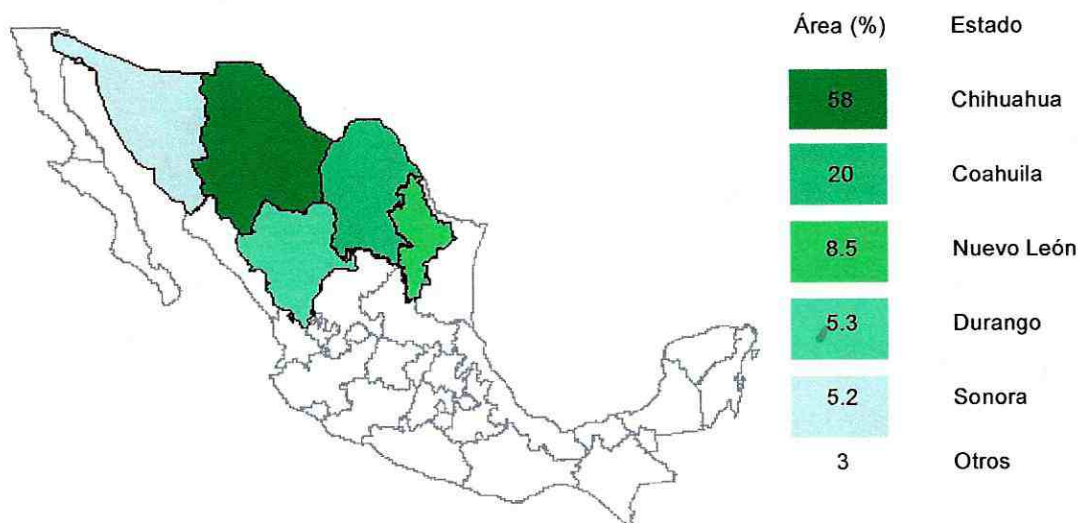 Área (%) Estado
58 Chihuahua
20 Coahuila
8.5 Nuevo León
5.3 Durango
5.2 Sonora
3 Otros